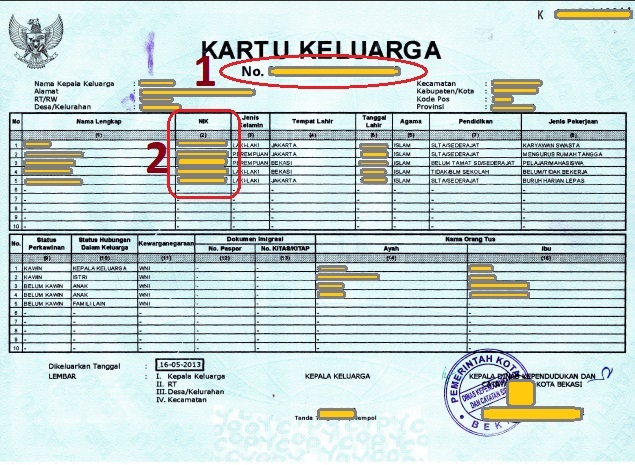 K
KARTU KELUARGA
1
No.
Nama Kepala Keluarga :
Alamat :
RT/RW :
Desa/Kelurahan :
Kecamatan :
Kabupaten/Kota :
Kode Pos :
Provinsi :
2
No Nama Lengkap NIK Jenis Kelamin Tempat Lahir Tanggal Lahir Agama Pendidikan Jenis Pekerjaan
(1) (2) (3) (4) (5) (6) (7) (8)
1 LAKI-LAKI JAKARTA ISLAM SLTA/SEDERAJAT KARYAWAN SWASTA
2 PEREMPUAN JAKARTA ISLAM SLTA/SEDERAJAT MENGURUS RUMAH TANGGA
3 PEREMPUAN BEKASI ISLAM BELUM TAMAT SD/SEDERAJAT PELAJAR/MAHASISWA
4 LAKI-LAKI BEKASI ISLAM TIDAK/BLM SEKOLAH BELUM/TIDAK BEKERJA
5 LAKI-LAKI JAKARTA ISLAM SLTA/SEDERAJAT BURUH HARIAN LEPAS
6 - - - - - - - -
7 - - - - - - - -
8 - - - - - - - -
9 - - - - - - - -
10 - - - - - - - -
No. Status Perkawinan Status Hubungan Dalam Keluarga Kewarganegaraan Dokumen Imigrasi Nama Orang Tua
No. Paspor No. KITAS/KITAP Ayah Ibu
(9) (10) (11) (12) (13) (14) (15)
1 KAWIN KEPALA KELUARGA WNI - -
2 KAWIN ISTRI WNI - -
3 BELUM KAWIN ANAK WNI - -
4 BELUM KAWIN ANAK WNI - -
5 BELUM KAWIN FAMILI LAIN WNI - -
6 - - - - - - -
7 - - - - - - -
8 - - - - - - -
9 - - - - - - -
10 - - - - - - -
Dikeluarkan Tanggal : 16-05-2013
LEMBAR : I. Kepala Keluarga
II. RT
III. Desa/Kelurahan
IV. Kecamatan
KEPALA KELUARGA
KEPALA DINAS KEPENDUDUKAN DAN
KOTA BEKASI
PEMERINTAH KOTA
DINAS
DAN CATATAN
Tanda